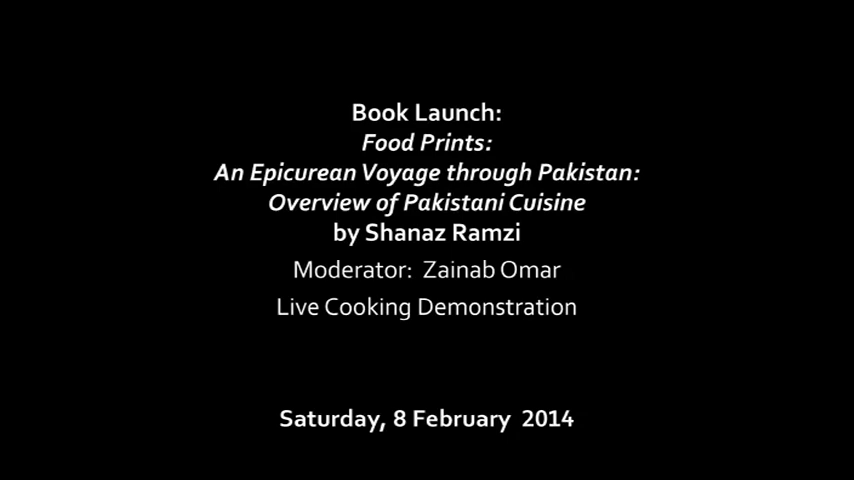 Book Launch:
Food Prints:
An Epicurean Voyage through Pakistan:
Overview of Pakistani Cuisine
by Shanaz Ramzi
Moderator:  Zainab Omar
Live Cooking Demonstration
Saturday, 8 February  2014